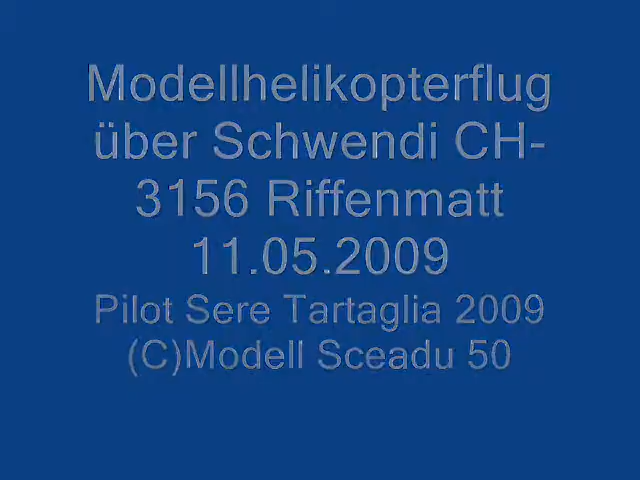 Modellhelikopterflug
über Schwendi CH-
3156 Riffenmatt
11.05.2009
Pilot Sere Tartaglia 2009
(C)Modell Sceadu 50